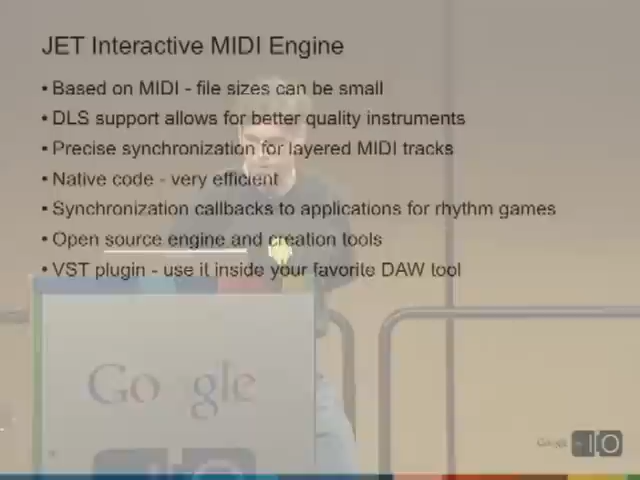 JET Interactive MIDI Engine
• Based on MIDI - file sizes can be small
• DLS support allows for better quality instruments
• Precise synchronization for layered MIDI tracks
• Native code - very efficient
• Synchronization callbacks to applications for rhythm games
• Open source engine and creation tools
• VST plugin - use it inside your favorite DAW tool
Google
IO
Google IO